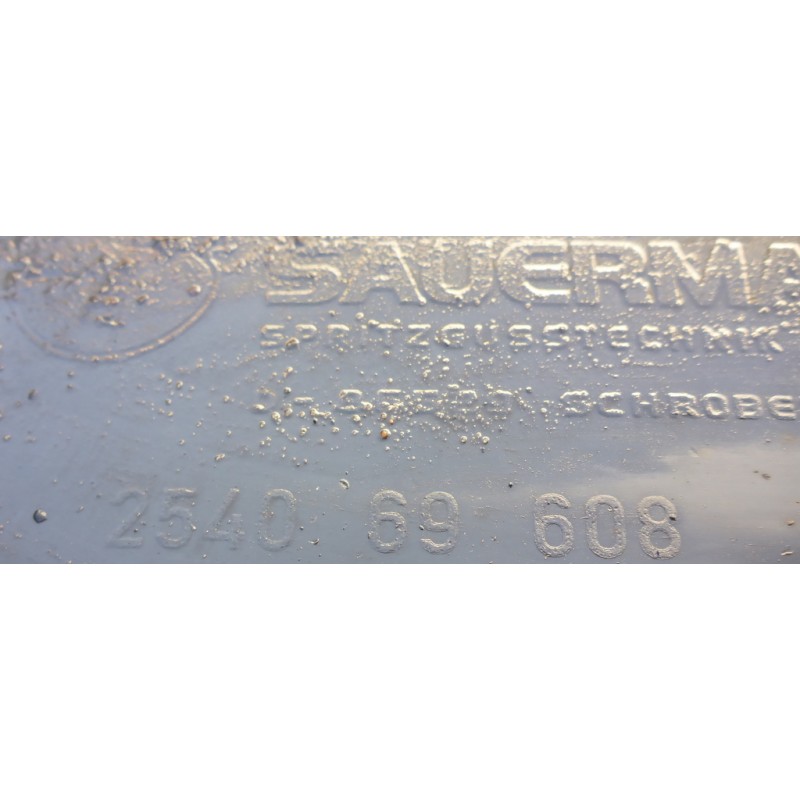 SAUERMA
SPRITZGUSSTECHNIK
SCHROBE
2540 69 608